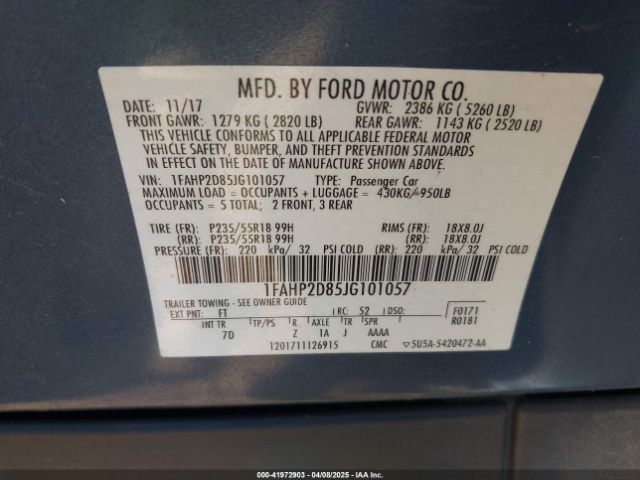 MFD. BY FORD MOTOR CO.
DATE: 11/17 GVWR: 2386 KG ( 5260 LB)
FRONT GAWR: 1279 KG ( 2820 LB) REAR GAWR: 1143 KG ( 2520 LB)
THIS VEHICLE CONFORMS TO ALL APPLICABLE FEDERAL MOTOR
VEHICLE SAFETY, BUMPER, AND THEFT PREVENTION STANDARDS
IN EFFECT ON THE DATE OF MANUFACTURE SHOWN ABOVE.
VIN: 1FAHP2D85JG101057 TYPE: Passenger Car
MAXIMUM LOAD = OCCUPANTS + LUGGAGE = 430KG/ 950LB
OCCUPANTS = 5 TOTAL; 2 FRONT, 3 REAR
TIRE (FR): P235/55R18 99H RIMS (FR): 18X8.0J
(RR): P235/55R18 99H (RR): 18X8.0J
PRESSURE (FR): 220 kPa/ 32 PSI COLD (RR): 220 kPa/ 32 PSI COLD
1FAHP2D85JG101057
TRAILER TOWING - SEE OWNER GUIDE
EXT PNT: FT RC: 52 DSO: F0171
INT TR TP/PS R AXLE TR SPR R0181
7D Z 1A J AAAA
1201711126915 CMC ▽5U5A-5420472-AA
000-41972903 - 04/08/2025 - IAAI.COM